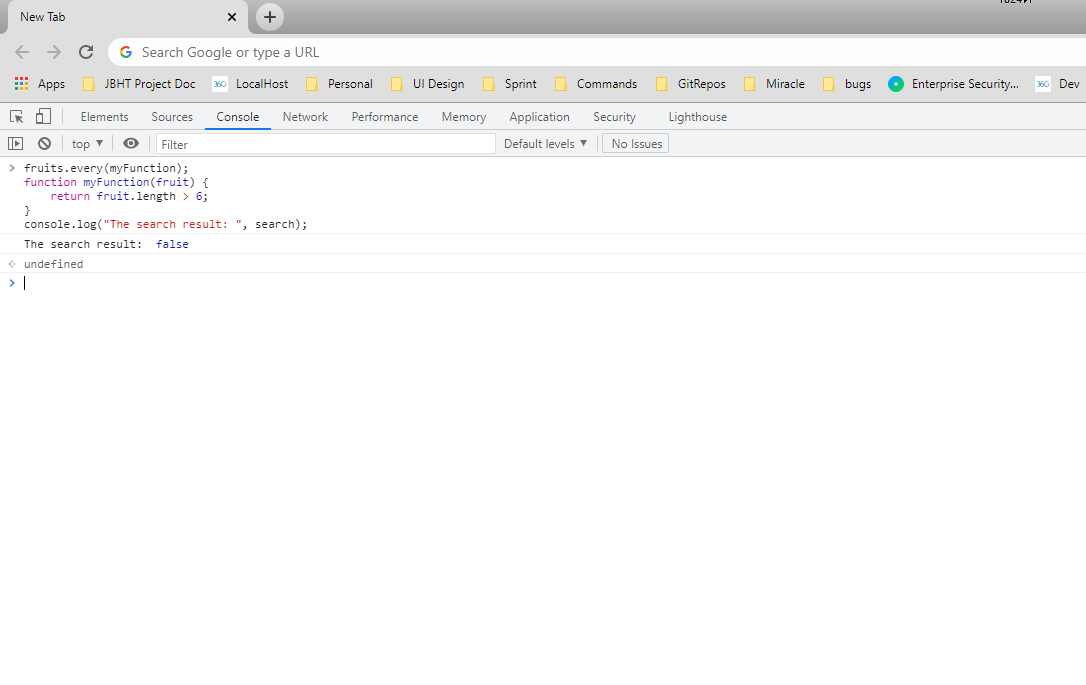 New Tab
Search Google or type a URL
Apps JBHT Project Doc 360 LocalHost Personal UI Design Sprint Commands GitRepos Miracle bugs Enterprise Security... 360 Dev
Elements Sources Console Network Performance Memory Application Security Lighthouse
top ▼ Filter Default levels ▼ No Issues
> fruits.every(myFunction);
function myFunction(fruit) {
    return fruit.length > 6;
}
console.log("The search result: ", search);
The search result:  false
undefined
>